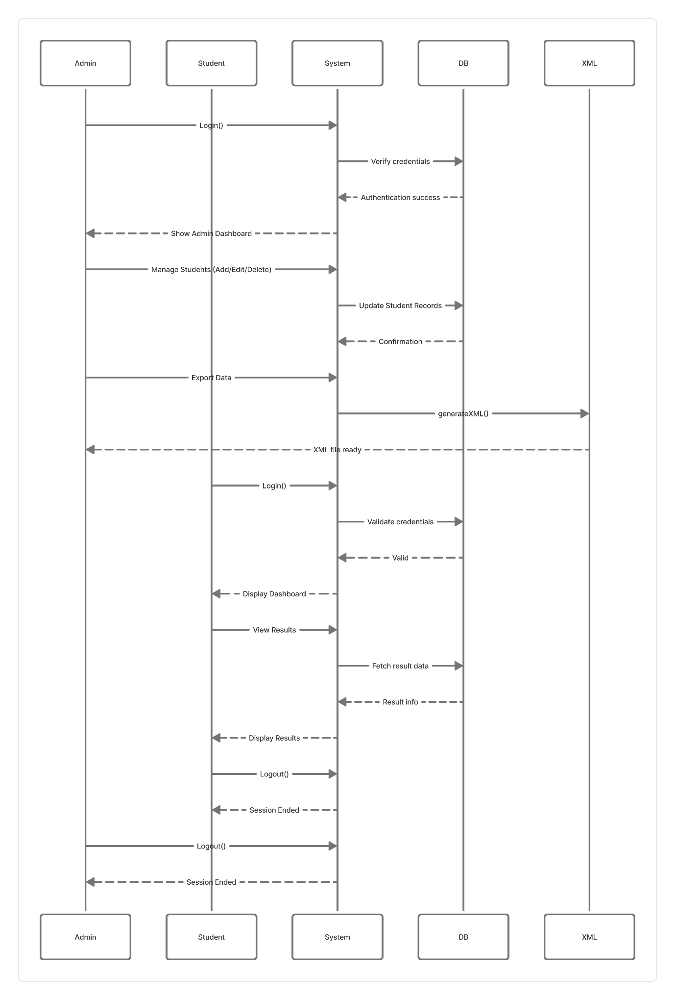 Admin
Student
System
DB
XML
Login()
Verify credentials
Authentication success
Show Admin Dashboard
Manage Students (Add/Edit/Delete)
Update Student Records
Confirmation
Export Data
generateXML()
XML file ready
Login()
Validate credentials
Valid
Display Dashboard
View Results
Fetch result data
Result info
Display Results
Logout()
Session Ended
Logout()
Session Ended
Admin
Student
System
DB
XML